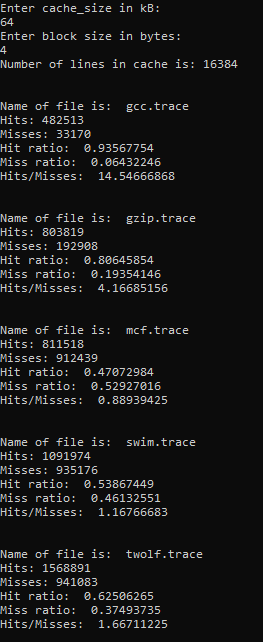 Enter cache_size in kB:
64
Enter block size in bytes:
4
Number of lines in cache is: 16384
Name of file is:  gcc.trace
Hits: 482513
Misses: 33170
Hit ratio:  0.93567754
Miss ratio:  0.06432246
Hits/Misses:  14.54666868
Name of file is:  gzip.trace
Hits: 803819
Misses: 192908
Hit ratio:  0.80645854
Miss ratio:  0.19354146
Hits/Misses:  4.16685156
Name of file is:  mcf.trace
Hits: 811518
Misses: 912439
Hit ratio:  0.47072984
Miss ratio:  0.52927016
Hits/Misses:  0.88939425
Name of file is:  swim.trace
Hits: 1091974
Misses: 935176
Hit ratio:  0.53867449
Miss ratio:  0.46132551
Hits/Misses:  1.16766683
Name of file is:  twolf.trace
Hits: 1568891
Misses: 941083
Hit ratio:  0.62506265
Miss ratio:  0.37493735
Hits/Misses:  1.66711225